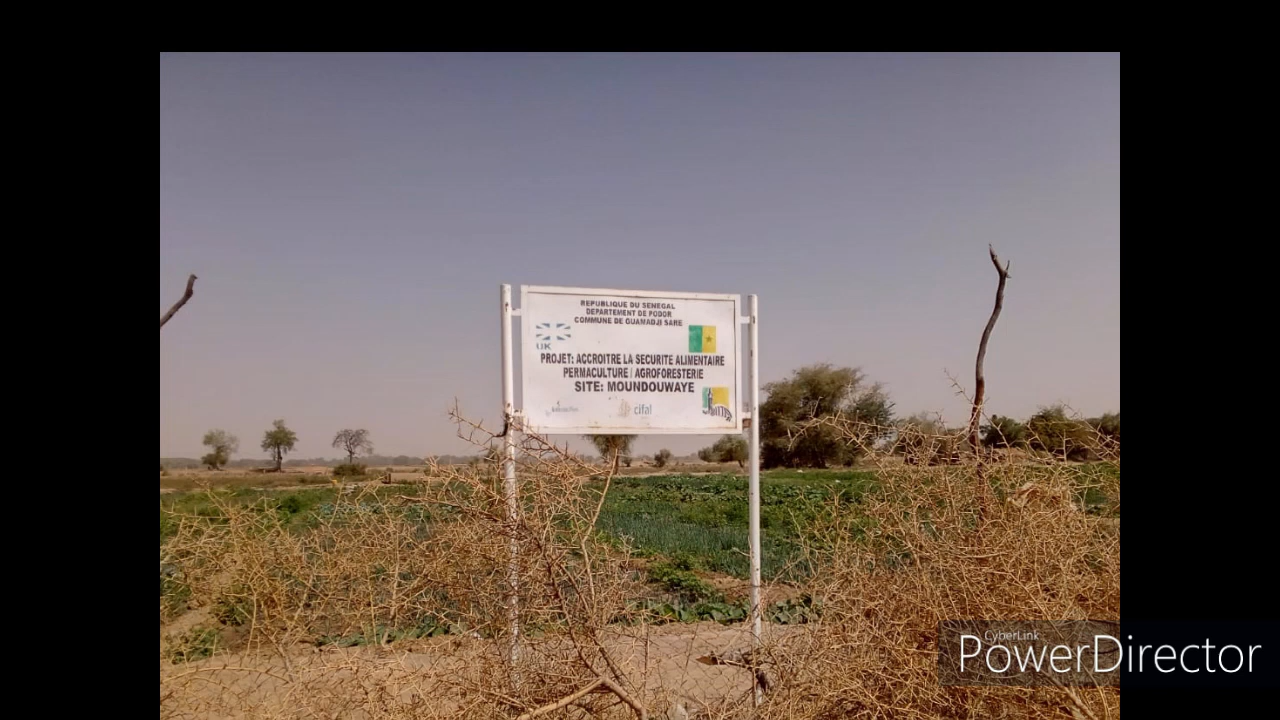 REPUBLIQUE DU SENEGAL
DEPARTEMENT DE PODOR
COMMUNE DE GUAMADJI SARE
UK
PROJET: ACCROITRE LA SECURITE ALIMENTAIRE
PERMACULTURE / AGROFORESTERIE
SITE: MOUNDOUWAYE
cifal
CyberLink
PowerDirector